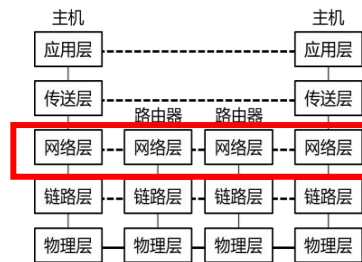 主机 主机
应用层 应用层
传送层 传送层
路由器 路由器
网络层 网络层 网络层 网络层
链路层 链路层 链路层 链路层
物理层 物理层 物理层 物理层